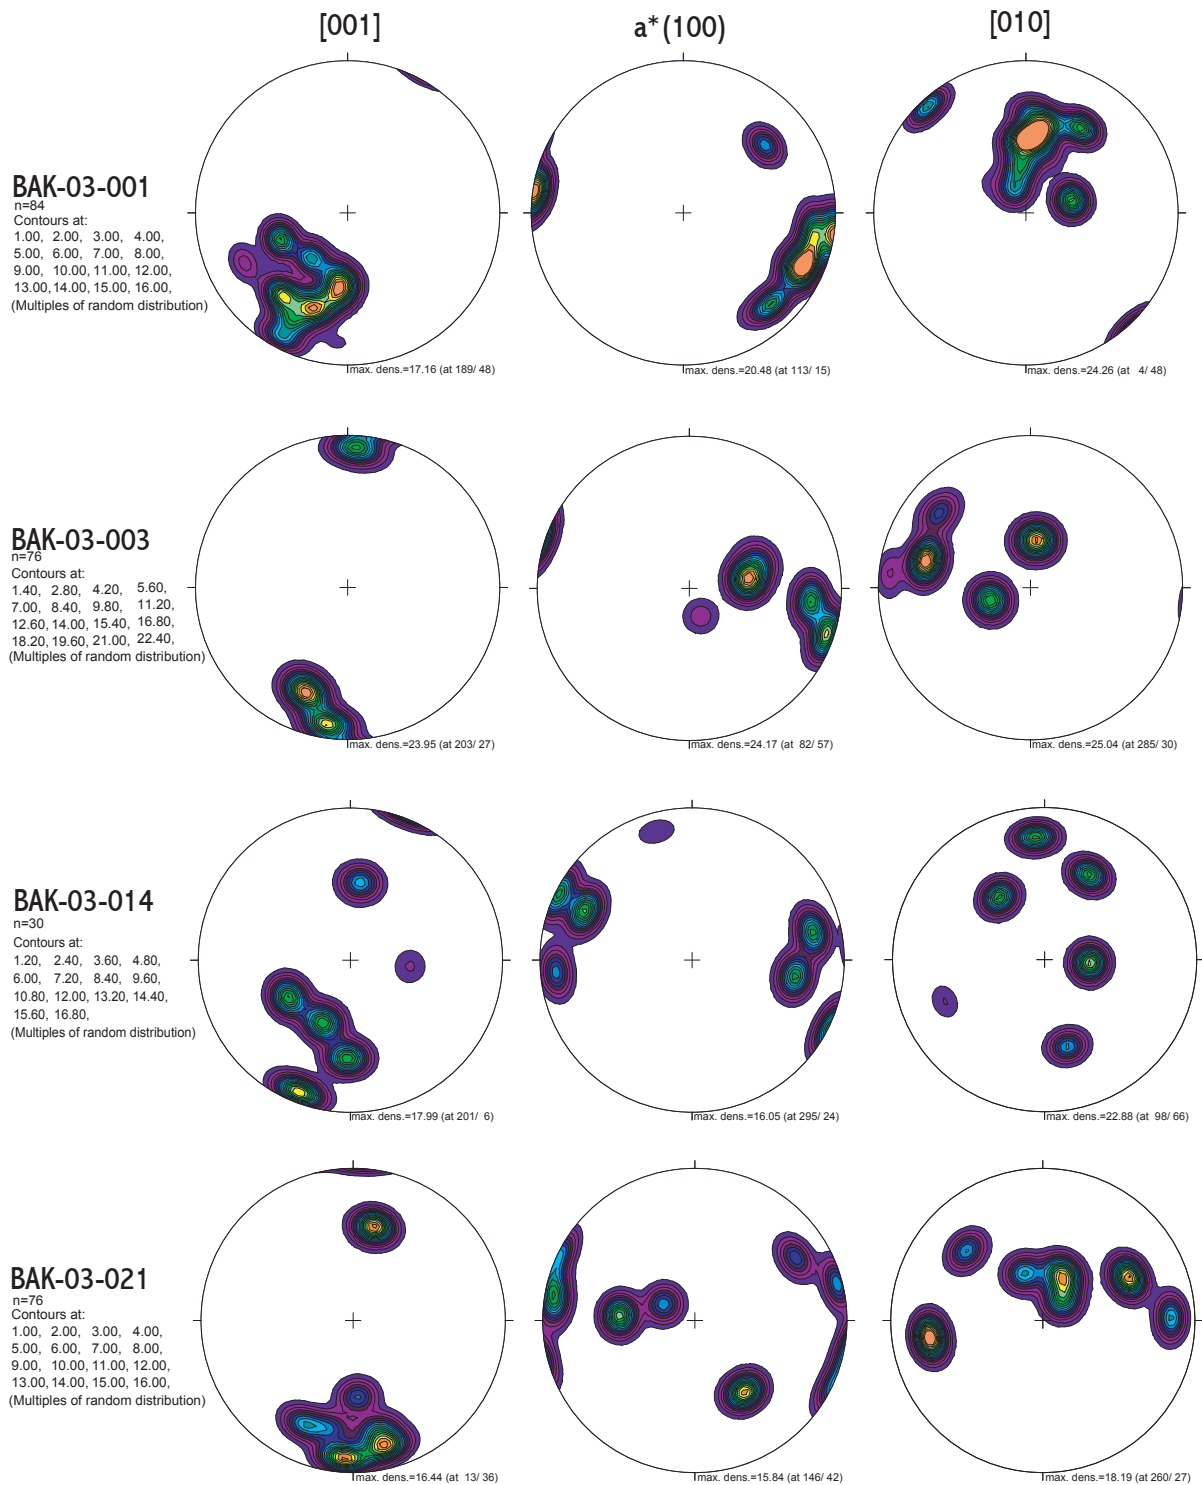 [001] a*(100) [010]
BAK-03-001
n=84
Contours at:
1.00, 2.00, 3.00, 4.00,
5.00, 6.00, 7.00, 8.00,
9.00, 10.00, 11.00, 12.00,
13.00, 14.00, 15.00, 16.00,
(Multiples of random distribution)
max. dens.=17.16 (at 189/ 48) max. dens.=20.48 (at 113/ 15) max. dens.=24.26 (at 4/ 48)
BAK-03-003
n=76
Contours at:
1.40, 2.80, 4.20, 5.60,
7.00, 8.40, 9.80, 11.20,
12.60, 14.00, 15.40, 16.80,
18.20, 19.60, 21.00, 22.40,
(Multiples of random distribution)
max. dens.=23.95 (at 203/ 27) max. dens.=24.17 (at 82/ 57) max. dens.=25.04 (at 285/ 30)
BAK-03-014
n=30
Contours at:
1.20, 2.40, 3.60, 4.80,
6.00, 7.20, 8.40, 9.60,
10.80, 12.00, 13.20, 14.40,
15.60, 16.80,
(Multiples of random distribution)
max. dens.=17.99 (at 201/ 6) max. dens.=16.05 (at 295/ 24) max. dens.=22.88 (at 98/ 66)
BAK-03-021
n=76
Contours at:
1.00, 2.00, 3.00, 4.00,
5.00, 6.00, 7.00, 8.00,
9.00, 10.00, 11.00, 12.00,
13.00, 14.00, 15.00, 16.00,
(Multiples of random distribution)
max. dens.=16.44 (at 13/ 36) max. dens.=15.84 (at 146/ 42) max. dens.=18.19 (at 260/ 27)